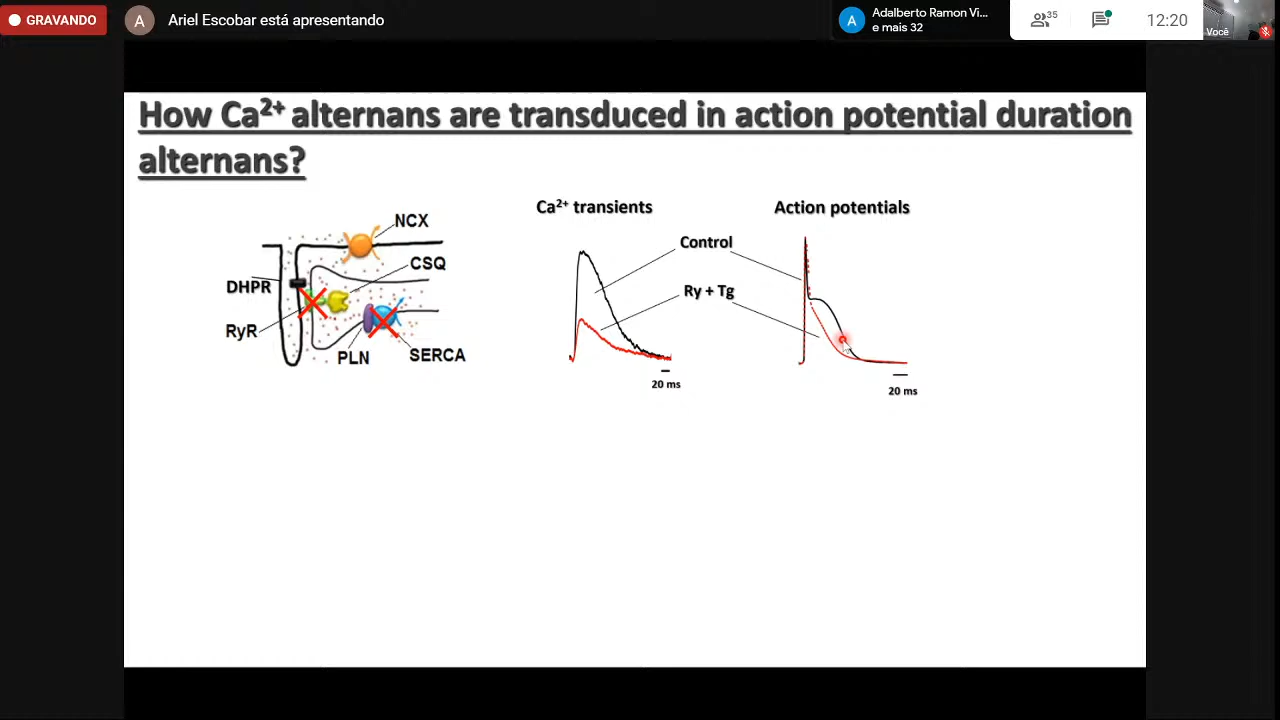 GRAVANDO
A
Ariel Escobar está apresentando
A
Adalberto Ramon Vi...
e mais 32
35
12:20
Você
How Ca²⁺ alternans are transduced in action potential duration
alternans?
NCX
CSQ
DHPR
RyR
PLN
SERCA
Ca²⁺ transients
Action potentials
Control
Ry + Tg
20 ms
20 ms